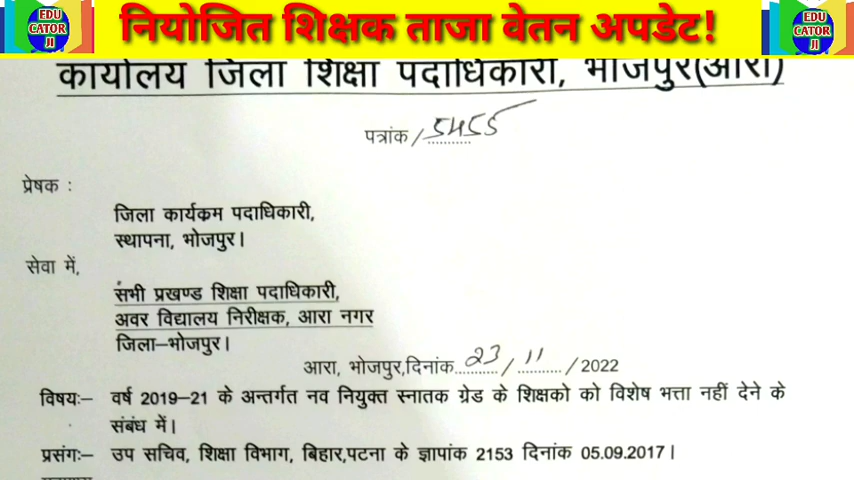 EDU
CATOR
JI
नियोजित शिक्षक ताजा वेतन अपडेट!
EDU
CATOR
JI
कार्यालय जिला शिक्षा पदाधिकारी, भोजपुर(आरा)
पत्रांक/5455
प्रेषक :
जिला कार्यक्रम पदाधिकारी,
स्थापना, भोजपुर।
सेवा में,
सभी प्रखण्ड शिक्षा पदाधिकारी,
अवर विद्यालय निरीक्षक, आरा नगर
जिला–भोजपुर।
आरा, भोजपुर,दिनांक 23/11/2022
विषयः– वर्ष 2019–21 के अन्तर्गत नव नियुक्त स्नातक ग्रेड के शिक्षको को विशेष भत्ता नहीं देने के
संबंध में।
प्रसंगः– उप सचिव, शिक्षा विभाग, बिहार,पटना के ज्ञापांक 2153 दिनांक 05.09.2017।